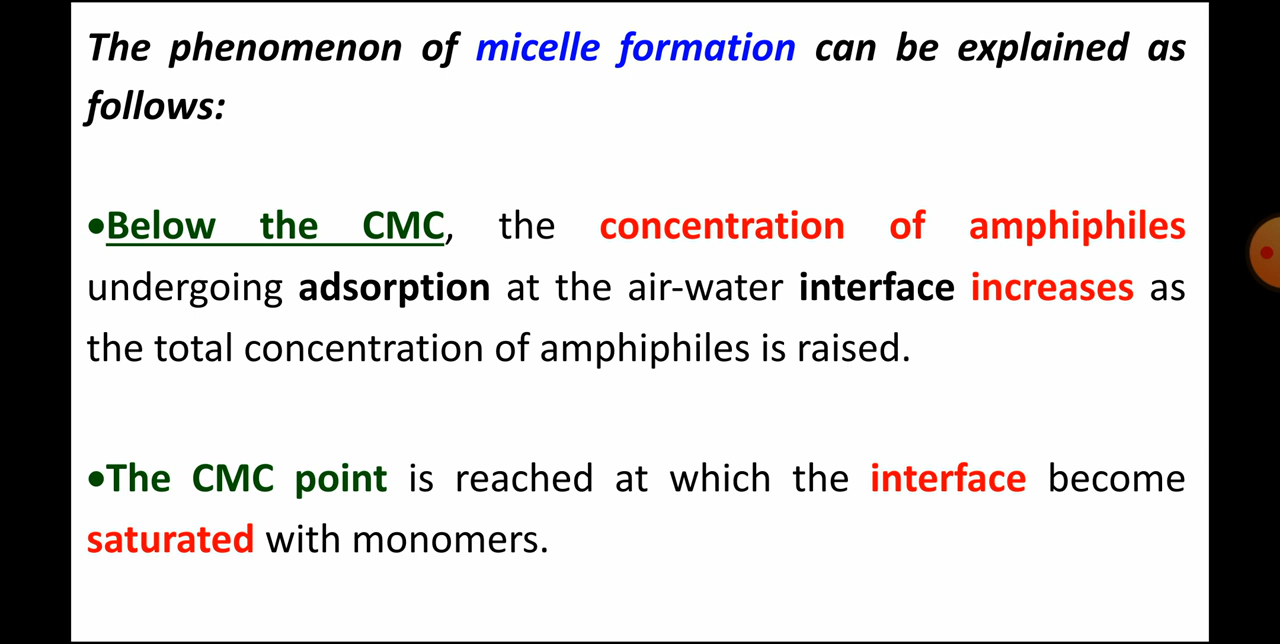 The phenomenon of micelle formation can be explained as
follows:
•Below the CMC, the concentration of amphiphiles
undergoing adsorption at the air-water interface increases as
the total concentration of amphiphiles is raised.
•The CMC point is reached at which the interface become
saturated with monomers.